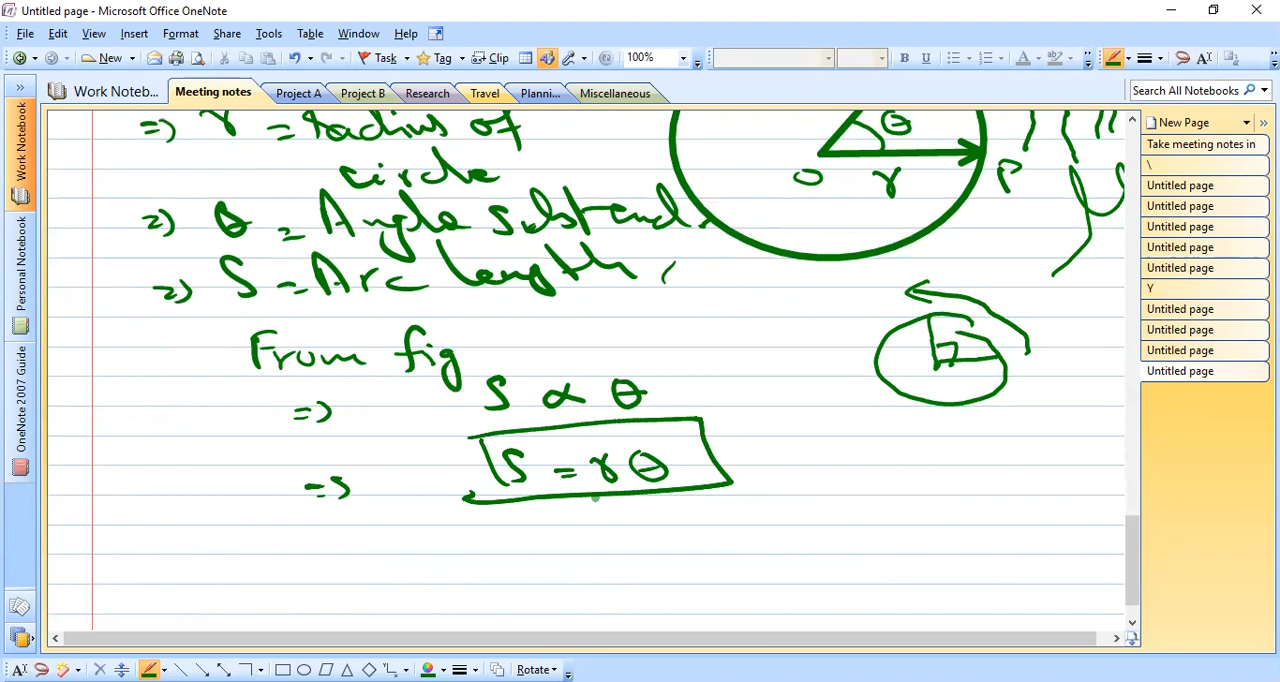 Untitled page - Microsoft Office OneNote
File Edit View Insert Format Share Tools Table Window Help
New Task Tag Clip 100% B U A ab
Work Noteb... Meeting notes Project A Project B Research Travel Planni... Miscellaneous Search All Notebooks
New Page
Take meeting notes in
\
Untitled page
Untitled page
Untitled page
Untitled page
Untitled page
Y
Untitled page
Untitled page
Untitled page
Untitled page
Work Notebook
Personal Notebook
OneNote 2007 Guide
=> r = radius of
circle
=> θ = Angle substend.
=> S = Arc length (
θ
O r P
From fig
=> S ∝ θ
=> S = rθ
Rotate